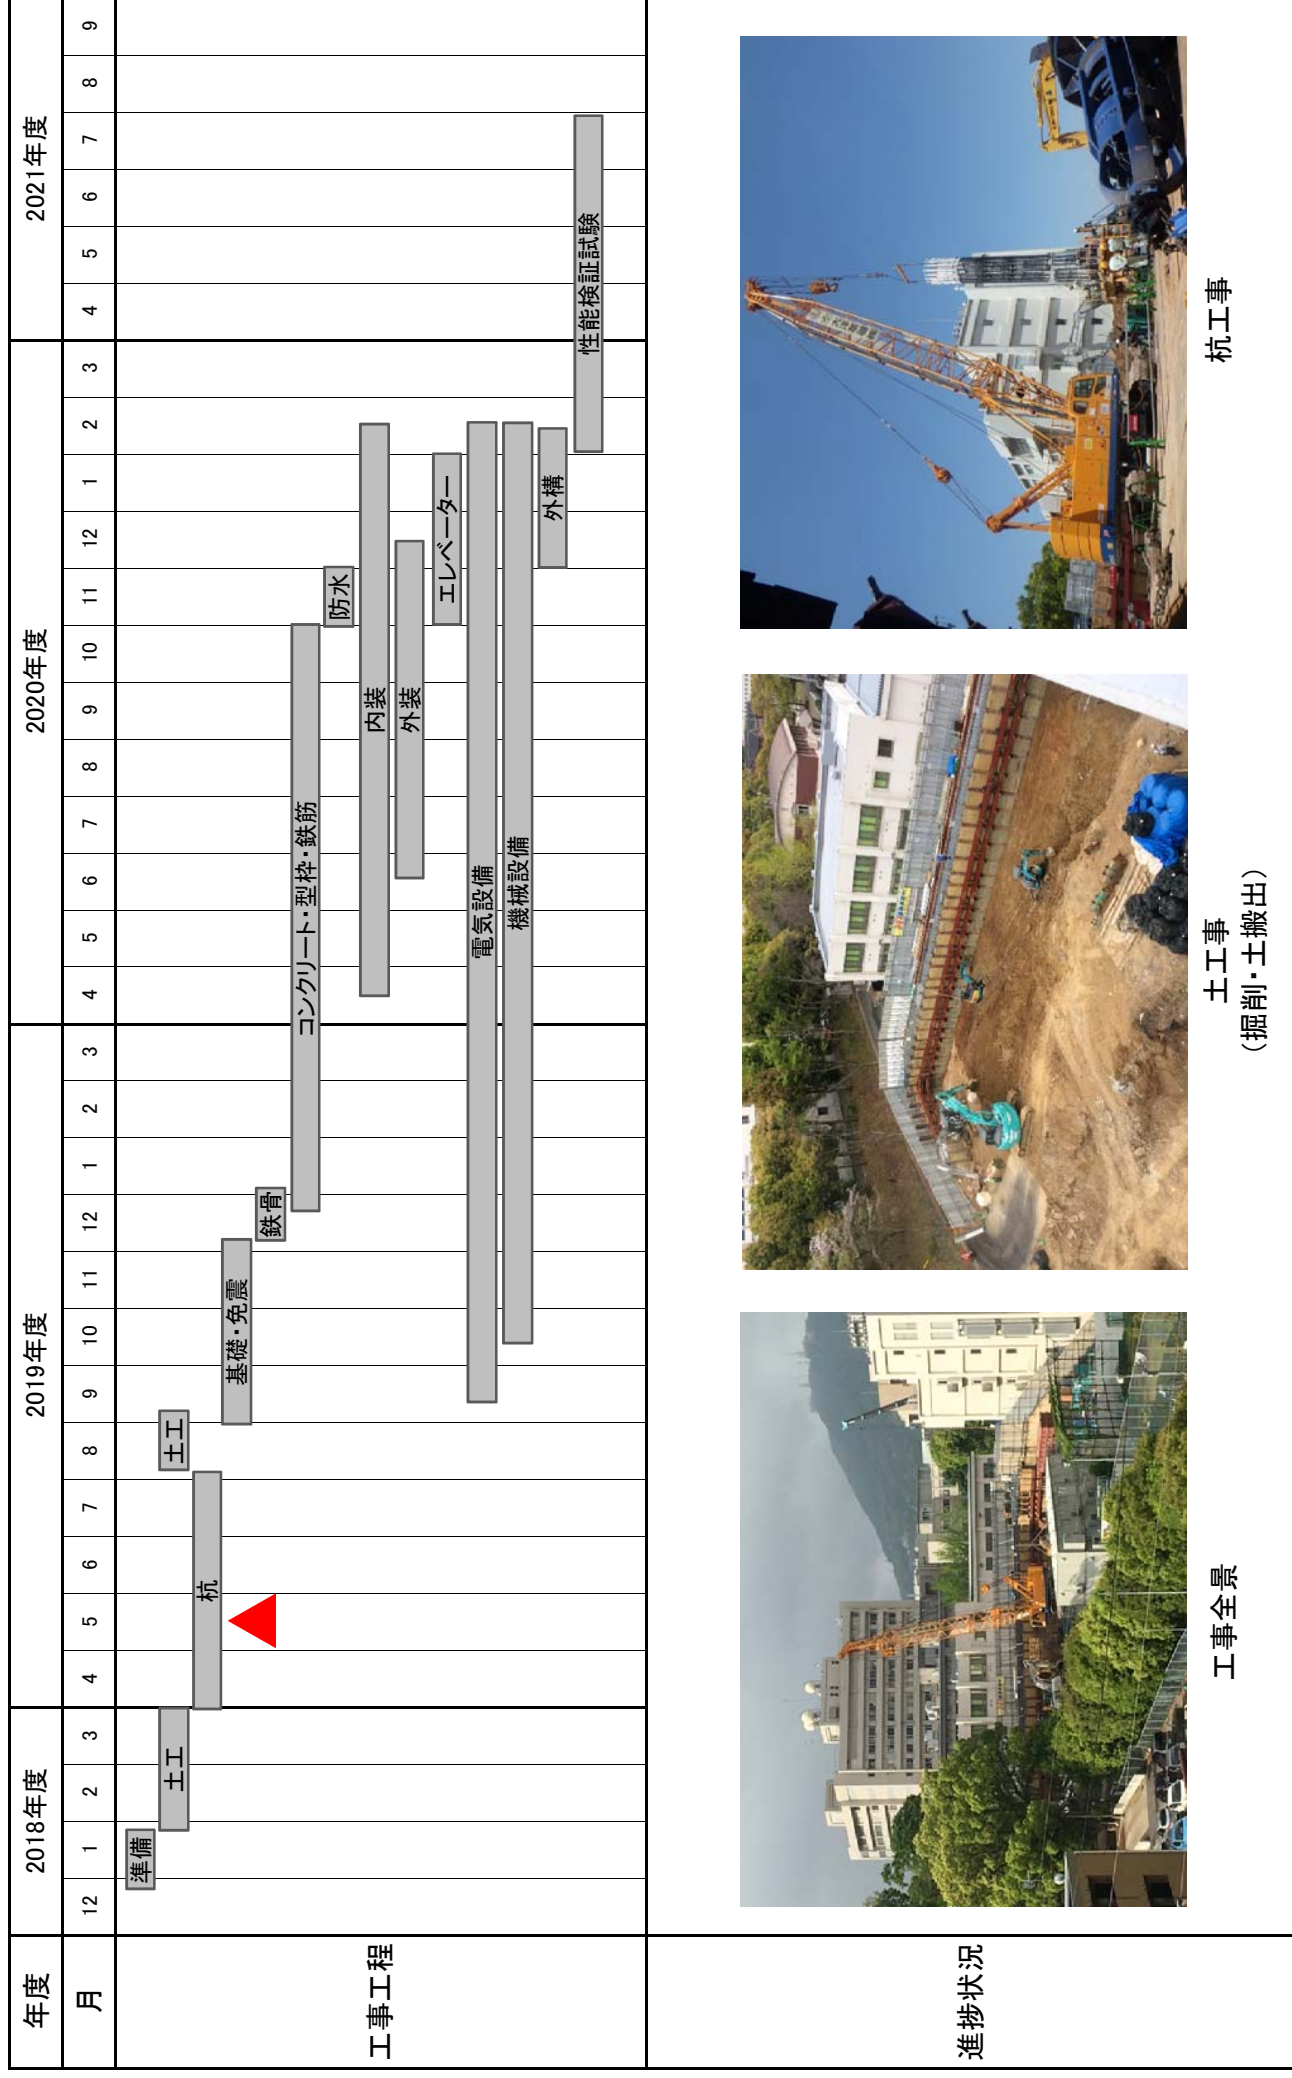 年度
2018年度
2019年度
2020年度
2021年度
月
12 1 2 3 4 5 6 7 8 9 10 11 12 1 2 3 4 5 6 7 8 9 10 11 12 1 2 3 4 5 6 7 8 9
工事工程
準備
土工
土工
杭
基礎・免震
鉄骨
コンクリート・型枠・鉄筋
防水
内装
外装
エレベーター
電気設備
機械設備
外構
性能検証試験
進捗状況
工事全景
土工事
（掘削・土搬出）
杭工事